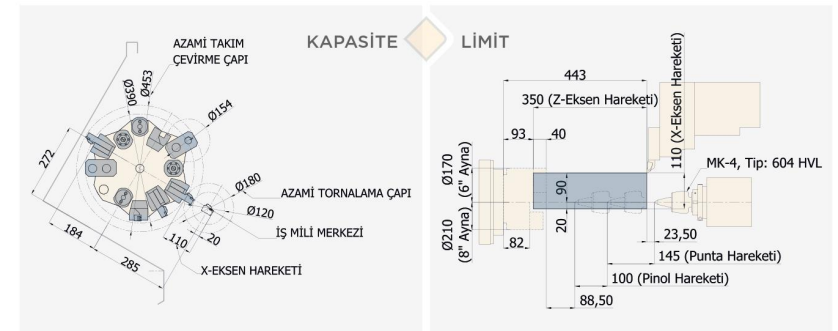 KAPASİTE LİMİT
AZAMİ TAKIM
ÇEVİRME ÇAPI
Ø390
Ø453
Ø154
272
Ø180
AZAMİ TORNALAMA ÇAPI
Ø120
İŞ MİLİ MERKEZİ
20
110
184
285
X-EKSEN HAREKETİ
443
350 (Z-Eksen Hareketi)
93
40
110 (X-Eksen Hareketi)
MK-4, Tip: 604 HVL
Ø170
(6" Ayna)
90
Ø210
(8" Ayna)
20
82
23,50
145 (Punta Hareketi)
100 (Pinol Hareketi)
88,50